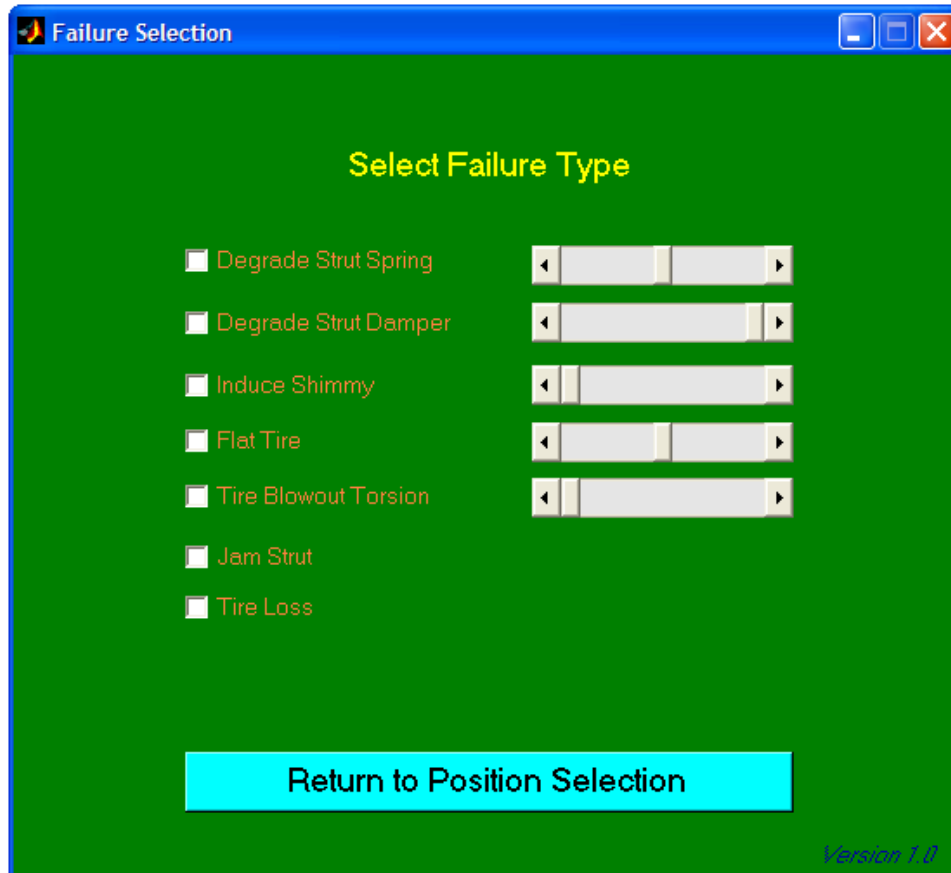 Failure Selection
Select Failure Type
Degrade Strut Spring
Degrade Strut Damper
Induce Shimmy
Flat Tire
Tire Blowout Torsion
Jam Strut
Tire Loss
Return to Position Selection
Version 1.0